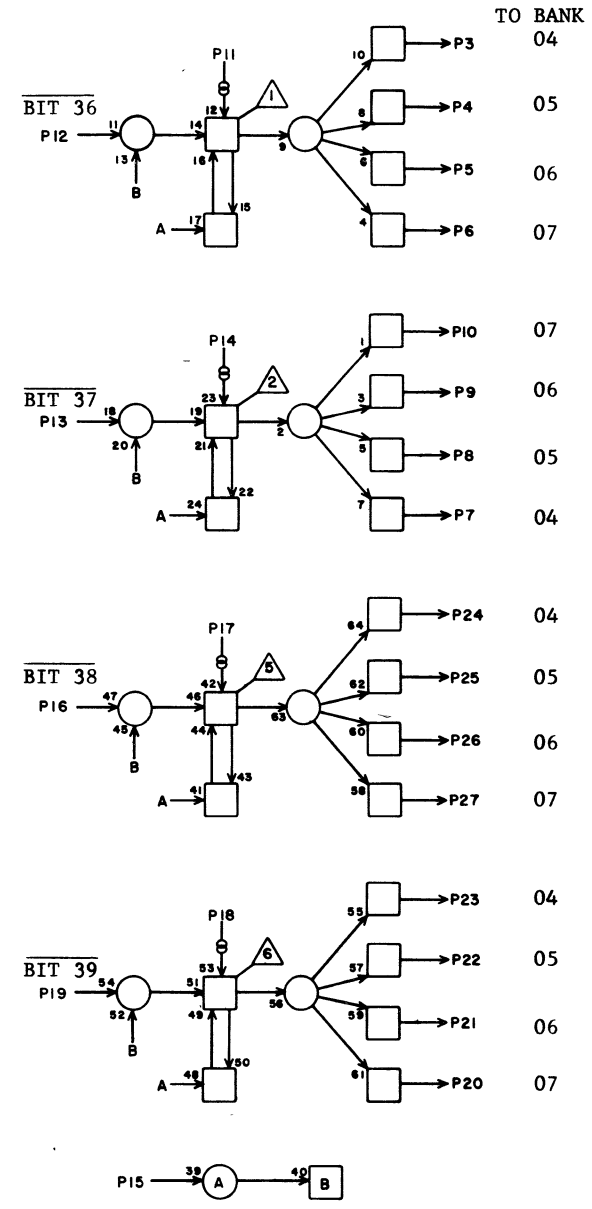 TO BANK
P11
10
P3
04
BIT 36
12
1
8
P4
05
P12
11
14
9
13
16
6
P5
06
B
15
A
17
4
P6
07
P14
1
P10
07
BIT 37
23
2
3
P9
06
P13
18
19
2
20
21
5
P8
05
B
22
A
24
7
P7
04
P17
64
P24
04
BIT 38
42
5
62
P25
05
P16
47
46
63
45
44
60
P26
06
B
43
A
41
58
P27
07
P18
55
P23
04
BIT 39
53
6
57
P22
05
P19
54
51
56
52
49
59
P21
06
B
50
A
48
61
P20
07
P15
39
A
40
B